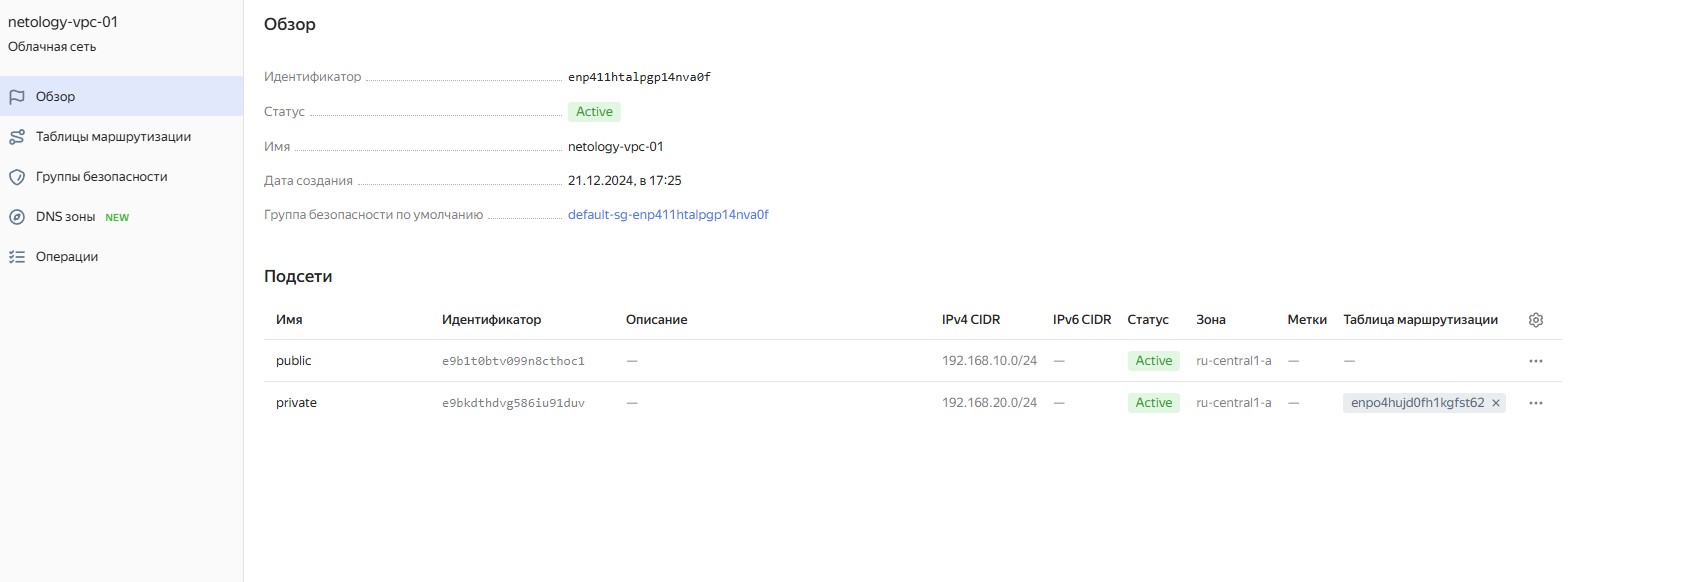 netology-vpc-01
Облачная сеть
Обзор
Таблицы маршрутизации
Группы безопасности
DNS зоны NEW
Операции
Обзор
Идентификатор enp411htalpgp14nva0f
Статус Active
Имя netology-vpc-01
Дата создания 21.12.2024, в 17:25
Группа безопасности по умолчанию default-sg-enp411htalpgp14nva0f
Подсети
Имя Идентификатор Описание IPv4 CIDR IPv6 CIDR Статус Зона Метки Таблица маршрутизации
public e9b1t0btv099n8cthoc1 — 192.168.10.0/24 — Active ru-central1-a — —
private e9bkdthdvg586iu91duv — 192.168.20.0/24 — Active ru-central1-a — enpo4hujd0fh1kgfst62 ×